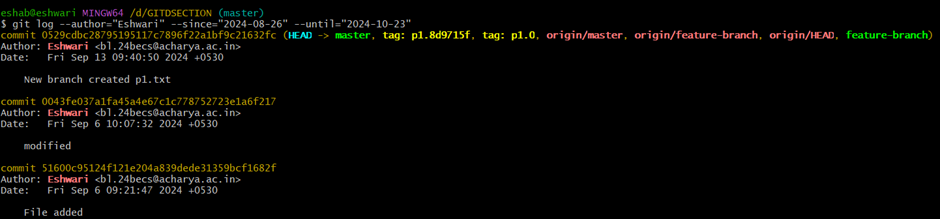 eshab@eshwari MINGW64 /d/GITDSECTION (master)
$ git log --author="Eshwari" --since="2024-08-26" --until="2024-10-23"
commit 0529cdbc28795195117c7896f22a1bf9c21632fc (HEAD -> master, tag: p1.8d9715f, tag: p1.0, origin/master, origin/feature-branch, origin/HEAD, feature-branch)
Author: Eshwari <bl.24becs@acharya.ac.in>
Date:   Fri Sep 13 09:40:50 2024 +0530
New branch created p1.txt
commit 0043fe037a1fa45a4e67c1c778752723e1a6f217
Author: Eshwari <bl.24becs@acharya.ac.in>
Date:   Fri Sep 6 10:07:32 2024 +0530
modified
commit 51600c95124f121e204a839dede31359bcf1682f
Author: Eshwari <bl.24becs@acharya.ac.in>
Date:   Fri Sep 6 09:21:47 2024 +0530
File added